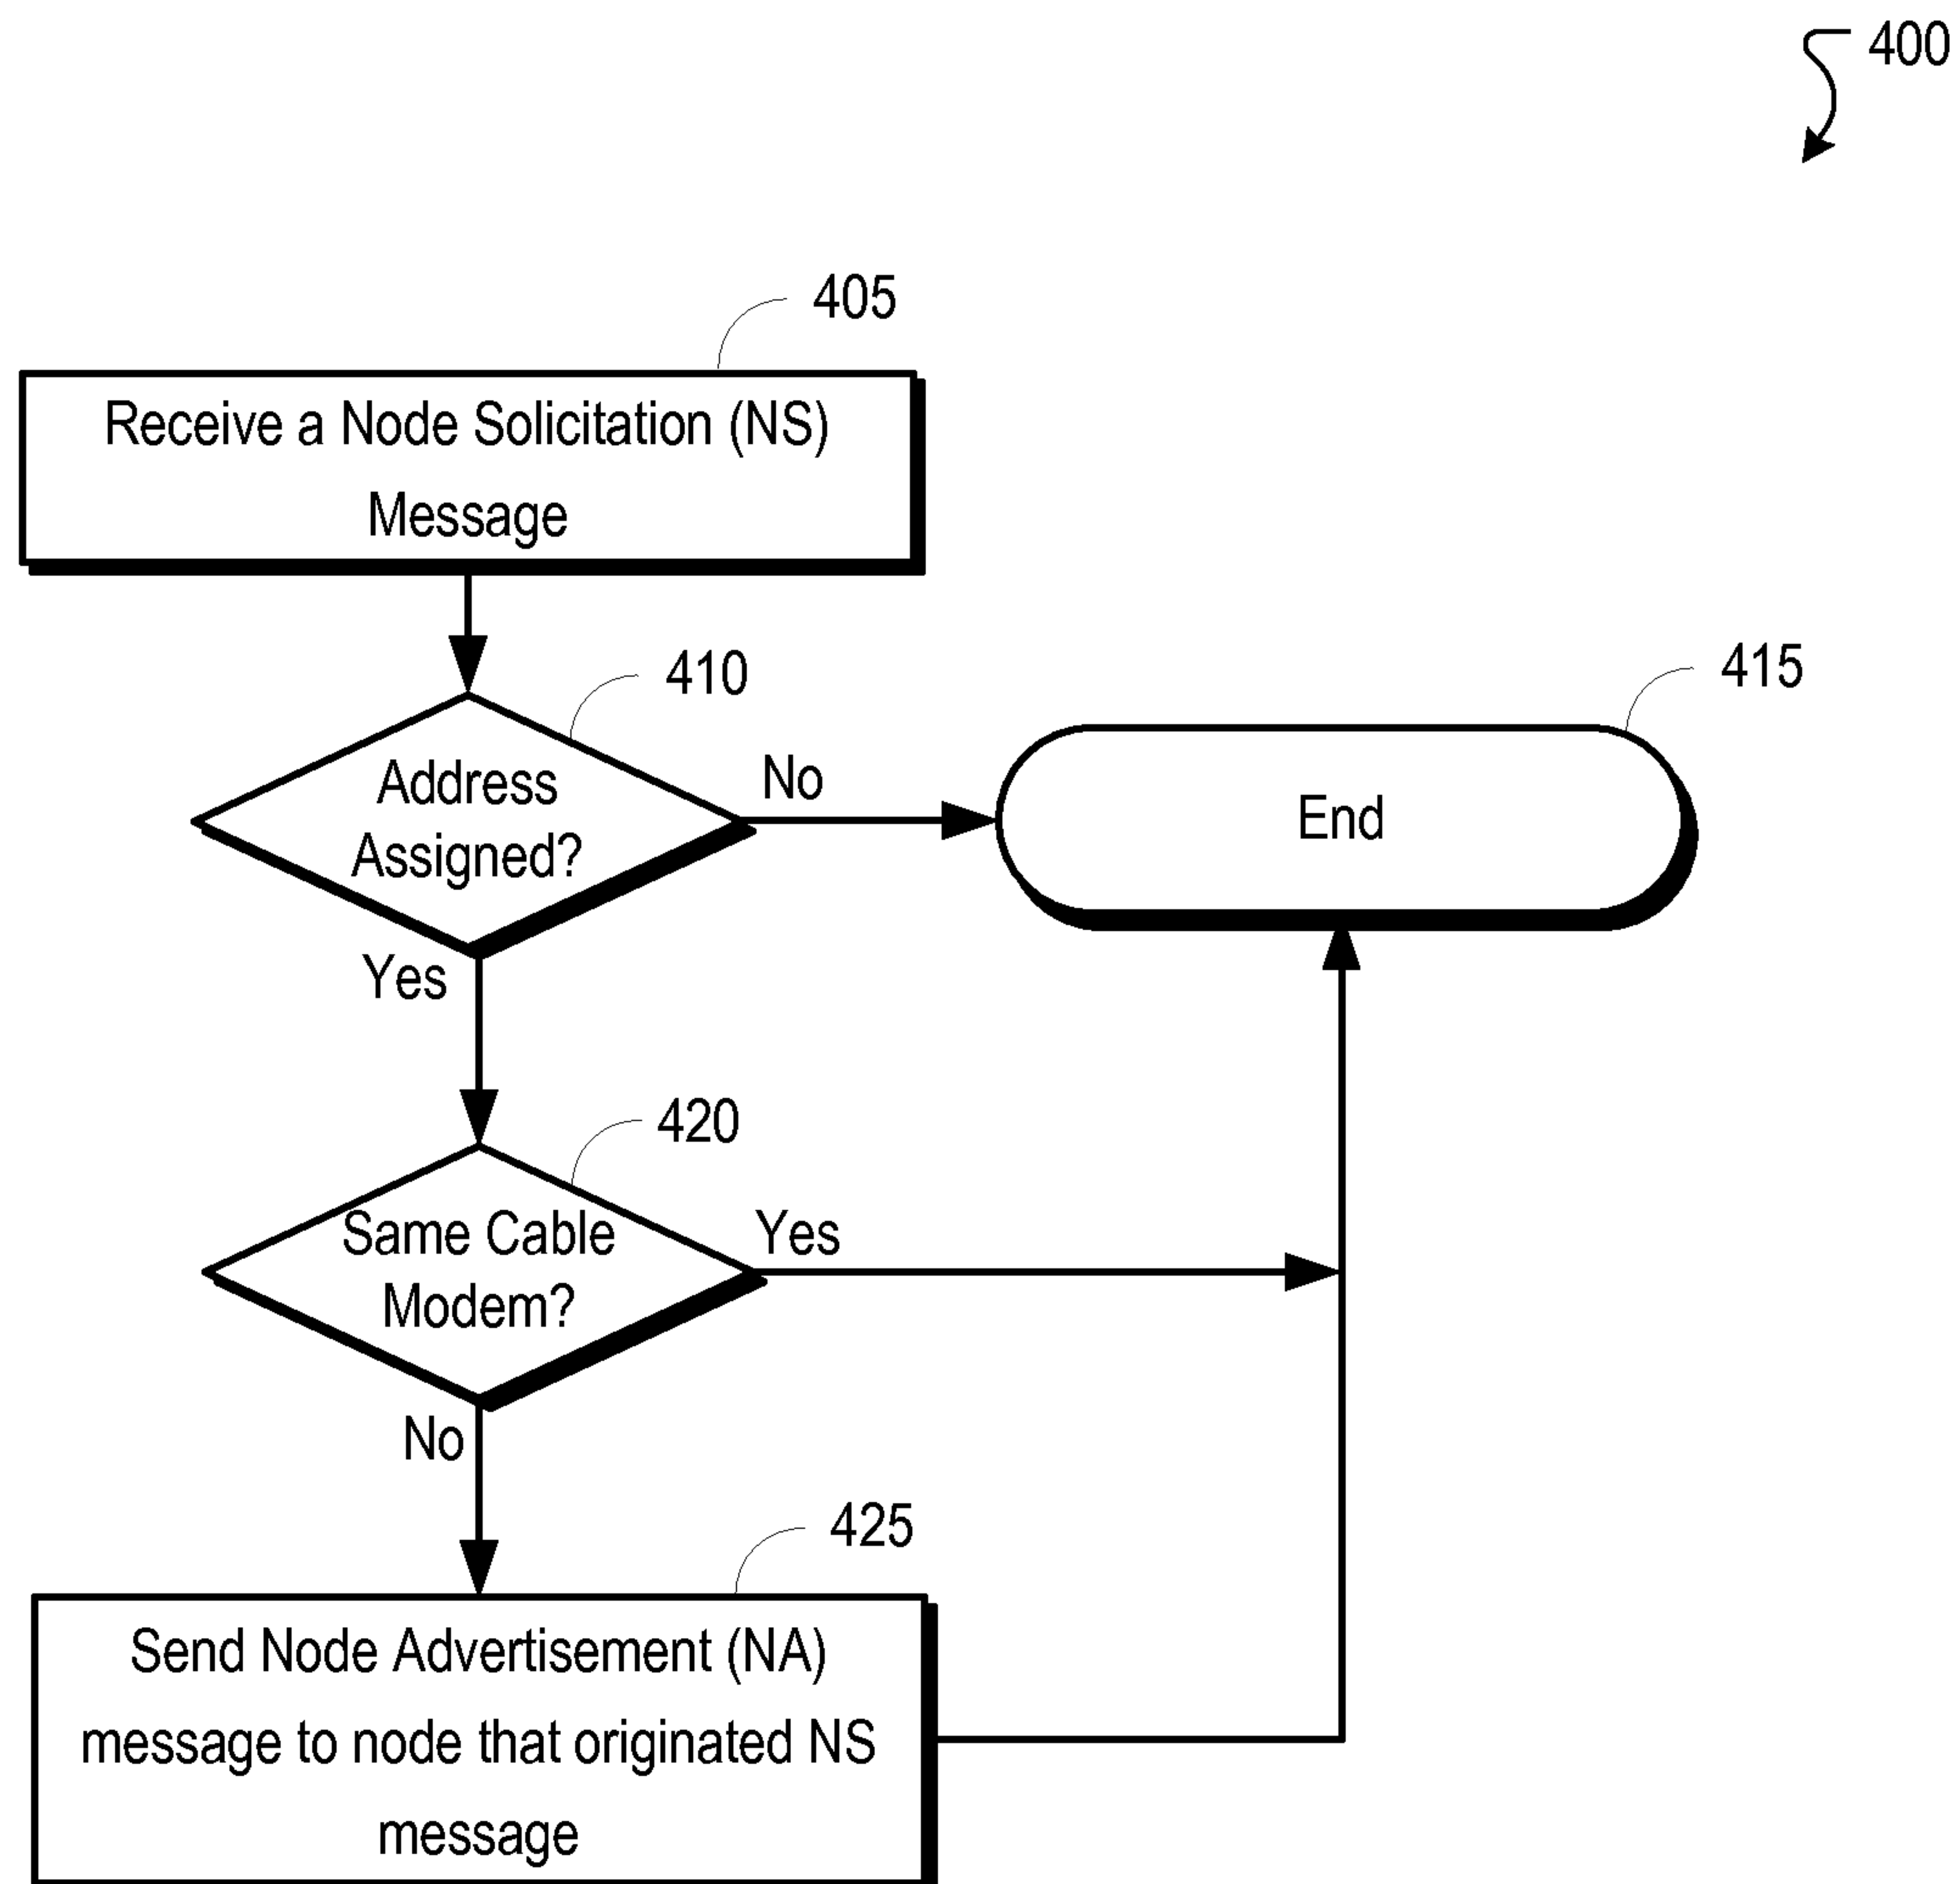 400
405
Receive a Node Solicitation (NS)
Message
410
415
Address
Assigned?
No
End
Yes
420
Same Cable
Modem?
Yes
No
425
Send Node Advertisement (NA)
message to node that originated NS
message